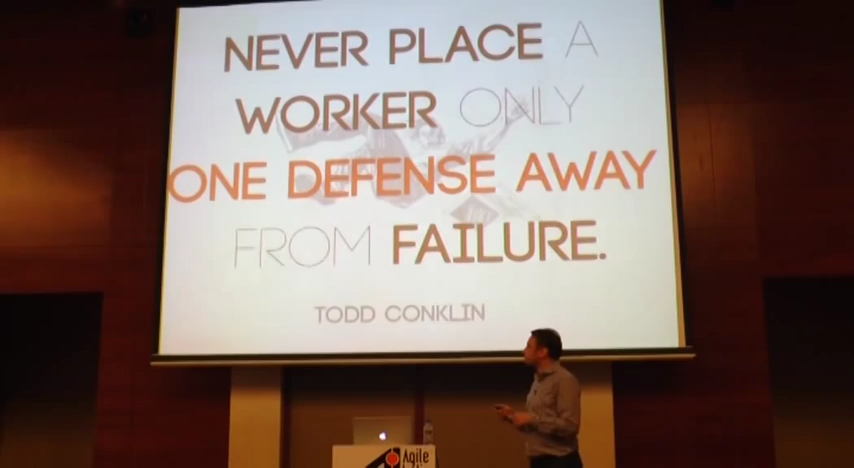 NEVER PLACE A
WORKER ONLY
ONE DEFENSE AWAY
FROM FAILURE.
TODD CONKLIN
Agile